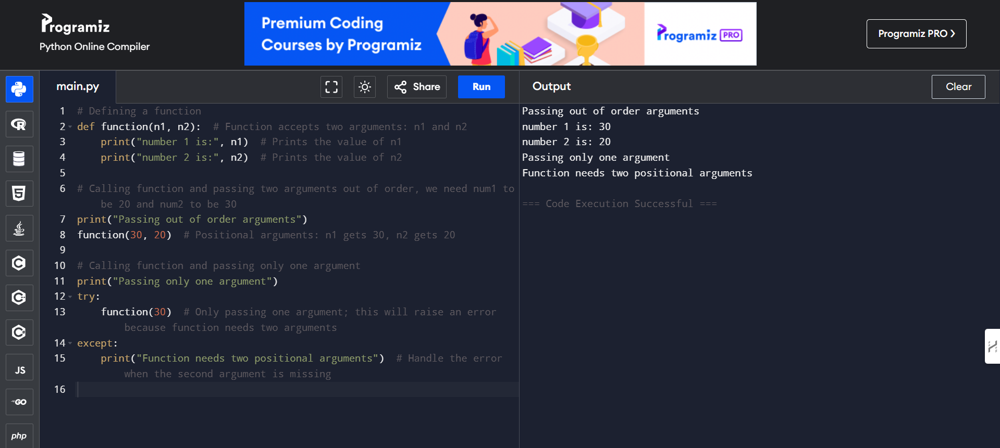 Programiz
Python Online Compiler
Premium Coding
Courses by Programiz
Programiz PRO
Programiz PRO ❯
main.py
Share
Run
Output
Clear
1 # Defining a function
2 def function(n1, n2):  # Function accepts two arguments: n1 and n2
3     print("number 1 is:", n1)  # Prints the value of n1
4     print("number 2 is:", n2)  # Prints the value of n2
5
6 # Calling function and passing two arguments out of order, we need num1 to
be 20 and num2 to be 30
7 print("Passing out of order arguments")
8 function(30, 20)  # Positional arguments: n1 gets 30, n2 gets 20
9
10 # Calling function and passing only one argument
11 print("Passing only one argument")
12 try:
13     function(30)  # Only passing one argument; this will raise an error
because function needs two arguments
14 except:
15     print("Function needs two positional arguments")  # Handle the error
when the second argument is missing
16
Passing out of order arguments
number 1 is: 30
number 2 is: 20
Passing only one argument
Function needs two positional arguments
=== Code Execution Successful ===
R
5
C
C++
C#
JS
GO
php